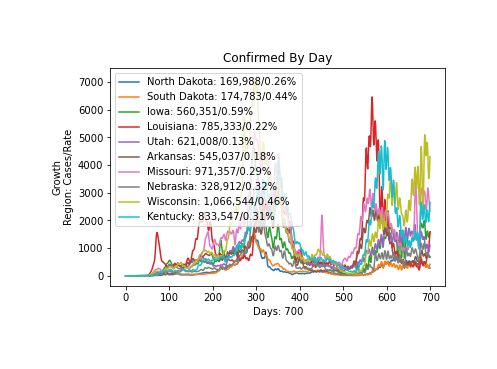 Confirmed By Day
Growth
Region: Cases/Rate
7000
6000
5000
4000
3000
2000
1000
0
North Dakota: 169,988/0.26%
South Dakota: 174,783/0.44%
Iowa: 560,351/0.59%
Louisiana: 785,333/0.22%
Utah: 621,008/0.13%
Arkansas: 545,037/0.18%
Missouri: 971,357/0.29%
Nebraska: 328,912/0.32%
Wisconsin: 1,066,544/0.46%
Kentucky: 833,547/0.31%
0 100 200 300 400 500 600 700
Days: 700